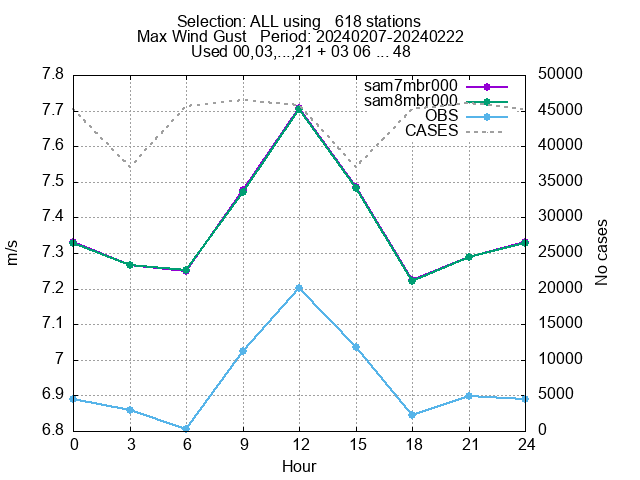 Selection: ALL using   618 stations
Max Wind Gust   Period: 20240207-20240222
Used 00,03,...,21 + 03 06 ... 48
7.8
7.7
7.6
7.5
7.4
7.3
7.2
7.1
7
6.9
6.8
m/s
sam7mbr000
sam8mbr000
OBS
CASES
50000
45000
40000
35000
30000
25000
20000
15000
10000
5000
0
No cases
0 3 6 9 12 15 18 21 24
Hour